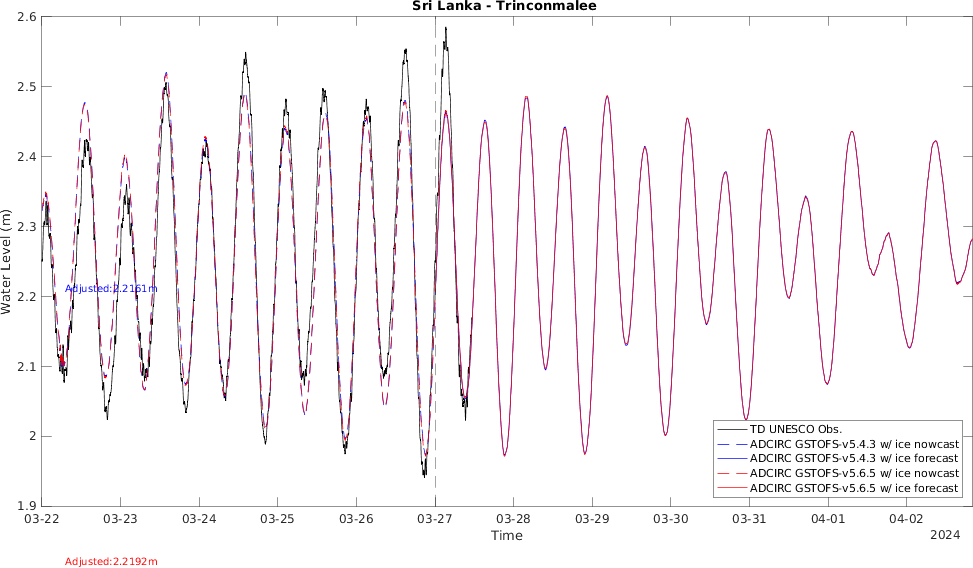 Sri Lanka - Trinconmalee
2.6
2.5
2.4
2.3
2.2
2.1
2
1.9
Water Level (m)
Adjusted:2.2161m
TD UNESCO Obs.
ADCIRC GSTOFS-v5.4.3 w/ ice nowcast
ADCIRC GSTOFS-v5.4.3 w/ ice forecast
ADCIRC GSTOFS-v5.6.5 w/ ice nowcast
ADCIRC GSTOFS-v5.6.5 w/ ice forecast
03-22 03-23 03-24 03-25 03-26 03-27 03-28 03-29 03-30 03-31 04-01 04-02
Time
2024
Adjusted:2.2192m